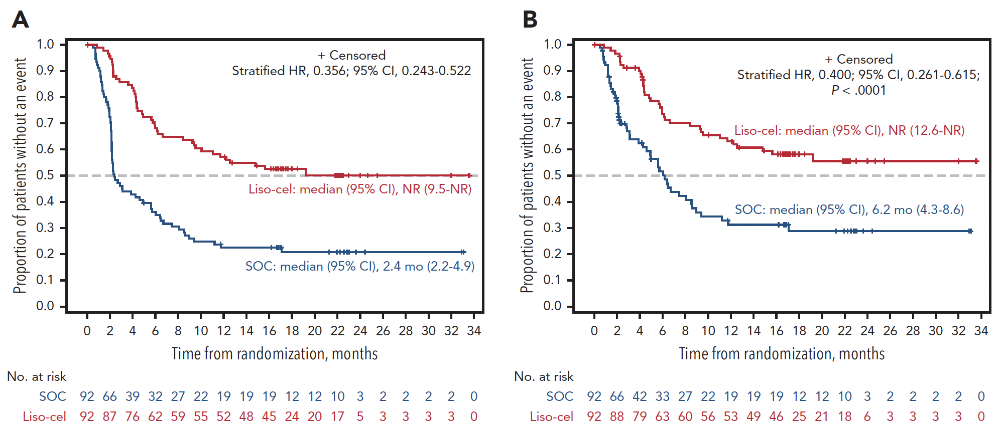 A
Proportion of patients without an event
1.0
0.9
0.8
0.7
0.6
0.5
0.4
0.3
0.2
0.1
0.0
+ Censored
Stratified HR, 0.356; 95% CI, 0.243-0.522
Liso-cel: median (95% CI), NR (9.5-NR)
SOC: median (95% CI), 2.4 mo (2.2-4.9)
0 2 4 6 8 10 12 14 16 18 20 22 24 26 28 30 32 34
Time from randomization, months
No. at risk
SOC 92 66 39 32 27 22 19 19 19 12 12 10 3 2 2 2 2 0
Liso-cel 92 87 76 62 59 55 52 48 45 24 20 17 5 3 3 3 3 0
B
Proportion of patients without an event
1.0
0.9
0.8
0.7
0.6
0.5
0.4
0.3
0.2
0.1
0.0
+ Censored
Stratified HR, 0.400; 95% CI, 0.261-0.615;
P < .0001
Liso-cel: median (95% CI), NR (12.6-NR)
SOC: median (95% CI), 6.2 mo (4.3-8.6)
0 2 4 6 8 10 12 14 16 18 20 22 24 26 28 30 32 34
Time from randomization, months
No. at risk
SOC 92 66 42 33 27 22 19 19 19 12 12 10 3 2 2 2 2 0
Liso-cel 92 88 79 63 60 56 53 49 46 25 21 18 6 3 3 3 3 0